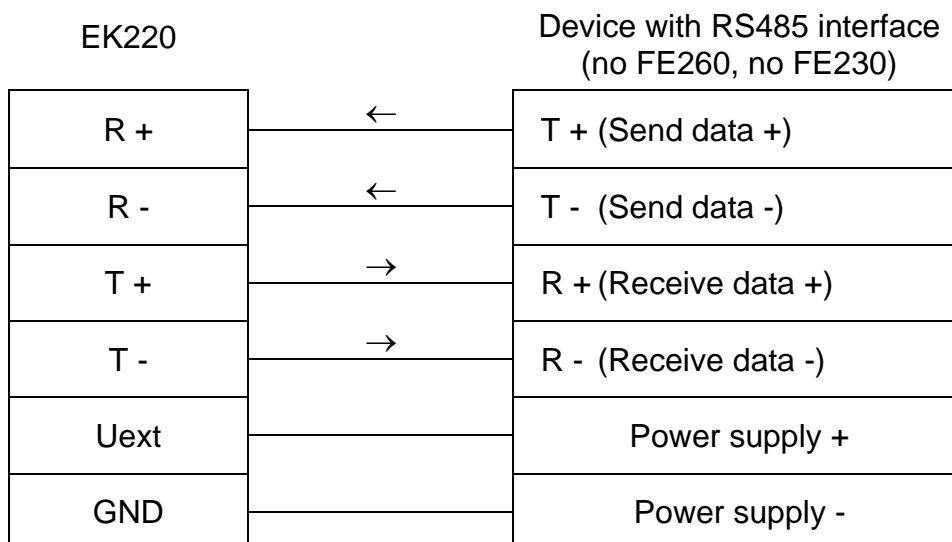 EK220
Device with RS485 interface
(no FE260, no FE230)
R + ← T + (Send data +)
R - ← T - (Send data -)
T + → R + (Receive data +)
T - → R - (Receive data -)
Uext Power supply +
GND Power supply -